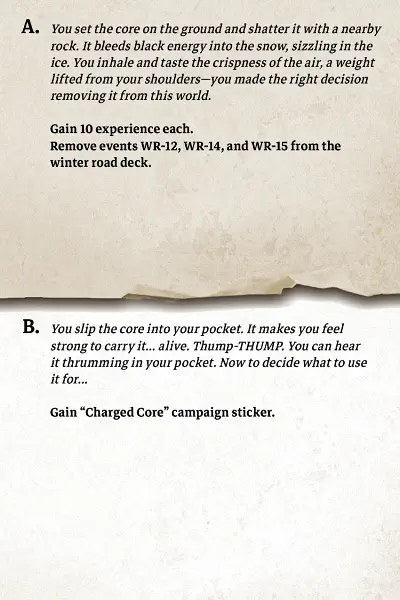 A. You set the core on the ground and shatter it with a nearby
rock. It bleeds black energy into the snow, sizzling in the
ice. You inhale and taste the crispness of the air, a weight
lifted from your shoulders—you made the right decision
removing it from this world.
Gain 10 experience each.
Remove events WR-12, WR-14, and WR-15 from the
winter road deck.
B. You slip the core into your pocket. It makes you feel
strong to carry it... alive. Thump-THUMP. You can hear
it thrumming in your pocket. Now to decide what to use
it for...
Gain “Charged Core” campaign sticker.